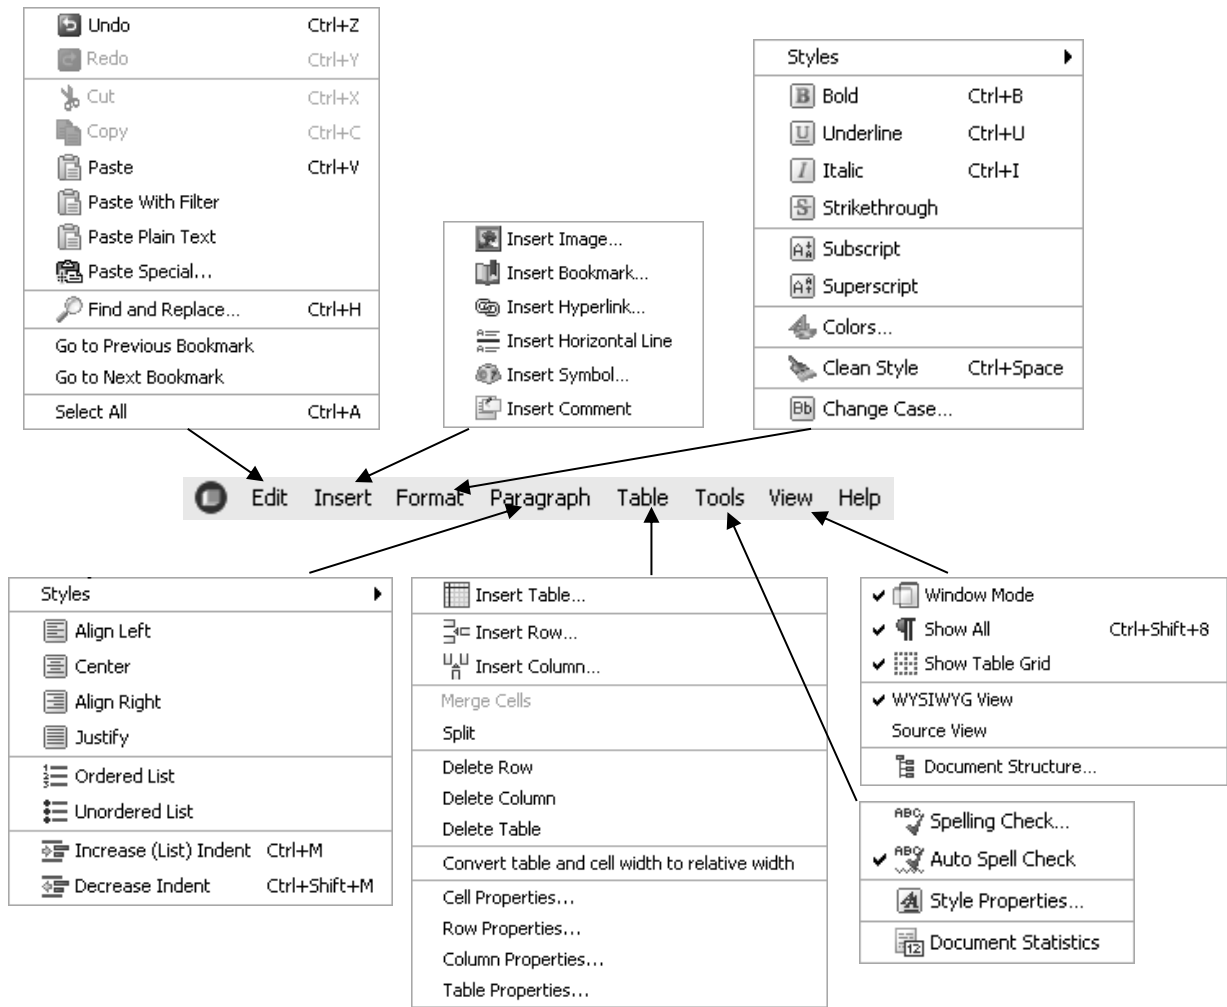 Undo Ctrl+Z
Redo Ctrl+Y
Cut Ctrl+X
Copy Ctrl+C
Paste Ctrl+V
Paste With Filter
Paste Plain Text
Paste Special...
Find and Replace... Ctrl+H
Go to Previous Bookmark
Go to Next Bookmark
Select All Ctrl+A
Insert Image...
Insert Bookmark...
Insert Hyperlink...
Insert Horizontal Line
Insert Symbol...
Insert Comment
Styles
Bold Ctrl+B
Underline Ctrl+U
Italic Ctrl+I
Strikethrough
Subscript
Superscript
Colors...
Clean Style Ctrl+Space
Change Case...
Edit Insert Format Paragraph Table Tools View Help
Styles
Align Left
Center
Align Right
Justify
Ordered List
Unordered List
Increase (List) Indent Ctrl+M
Decrease Indent Ctrl+Shift+M
Insert Table...
Insert Row...
Insert Column...
Merge Cells
Split
Delete Row
Delete Column
Delete Table
Convert table and cell width to relative width
Cell Properties...
Row Properties...
Column Properties...
Table Properties...
Window Mode
Show All Ctrl+Shift+8
Show Table Grid
WYSIWYG View
Source View
Document Structure...
Spelling Check...
Auto Spell Check
Style Properties...
Document Statistics